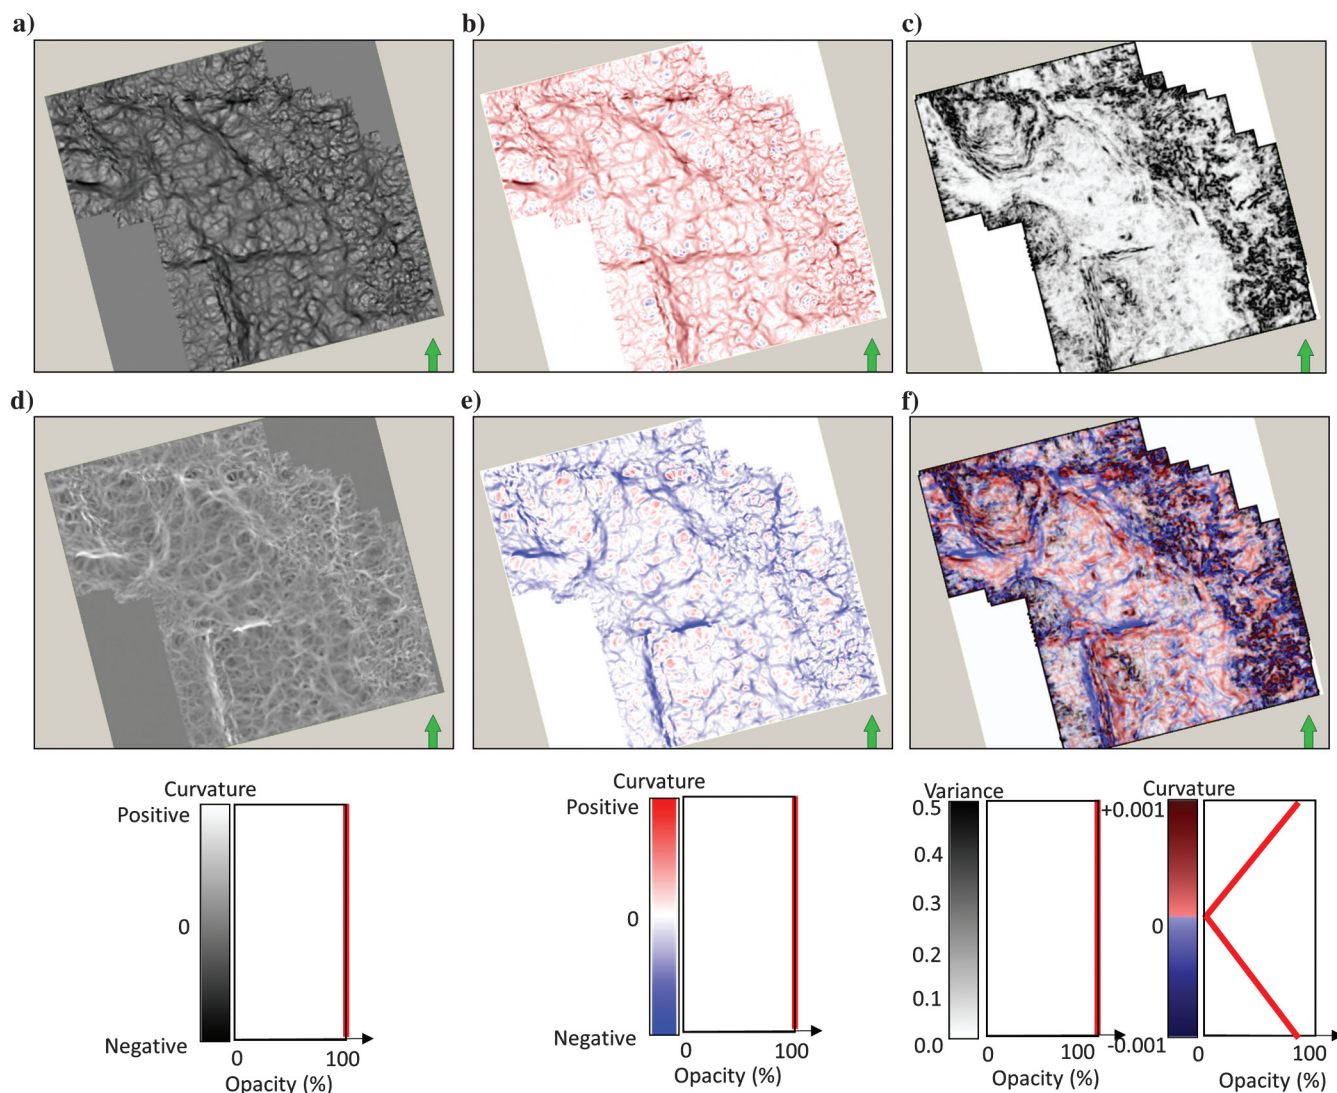 a)
b)
c)
d)
e)
f)
Curvature
Positive
0
Negative
0
100
Opacity (%)
Curvature
Positive
0
Negative
0
100
Opacity (%)
Variance
0.5
0.4
0.3
0.2
0.1
0.0
0
100
Opacity (%)
Curvature
+0.001
0
-0.001
0
100
Opacity (%)